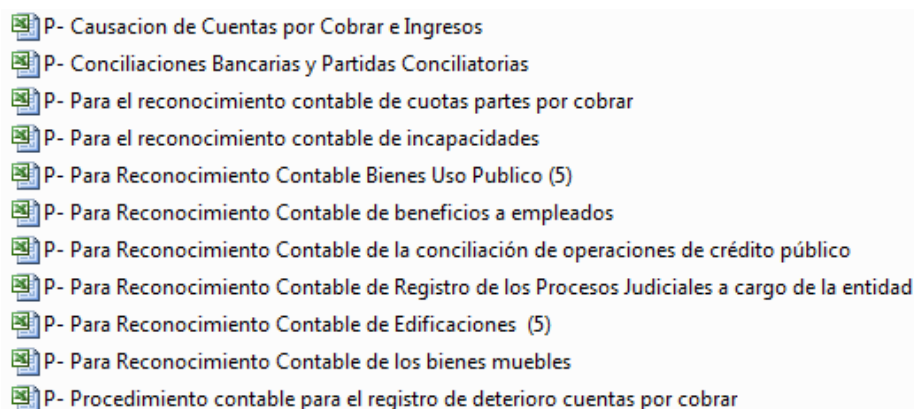 P- Causacion de Cuentas por Cobrar e Ingresos
P- Conciliaciones Bancarias y Partidas Conciliatorias
P- Para el reconocimiento contable de cuotas partes por cobrar
P- Para el reconocimiento contable de incapacidades
P- Para Reconocimiento Contable Bienes Uso Publico (5)
P- Para Reconocimiento Contable de beneficios a empleados
P- Para Reconocimiento Contable de la conciliación de operaciones de crédito público
P- Para Reconocimiento Contable de Registro de los Procesos Judiciales a cargo de la entidad
P- Para Reconocimiento Contable de Edificaciones  (5)
P- Para Reconocimiento Contable de los bienes muebles
P- Procedimiento contable para el registro de deterioro cuentas por cobrar